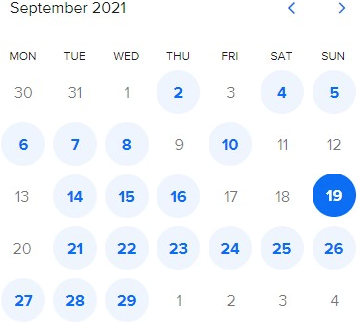 September 2021
MON TUE WED THU FRI SAT SUN
30 31 1 2 3 4 5
6 7 8 9 10 11 12
13 14 15 16 17 18 19
20 21 22 23 24 25 26
27 28 29 1 2 3 4